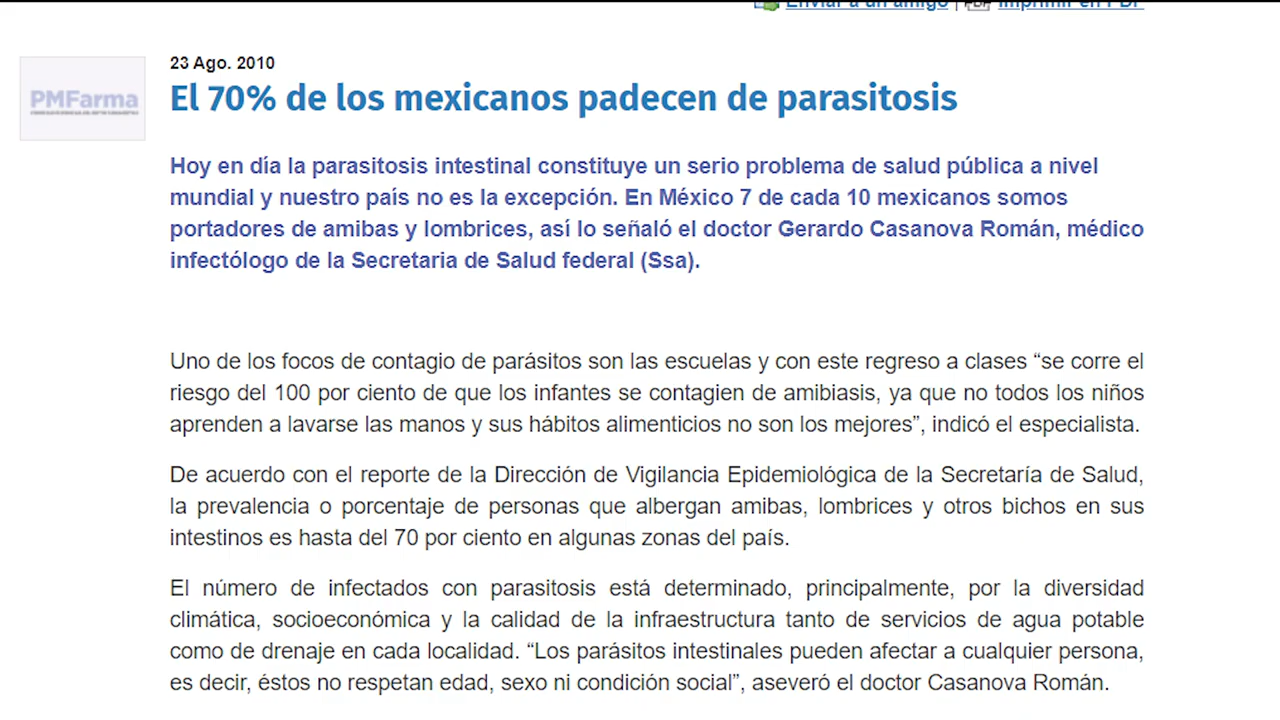 Enviar a un amigo | Imprimir en PDF
23 Ago. 2010
PMFarma
El 70% de los mexicanos padecen de parasitosis
Hoy en día la parasitosis intestinal constituye un serio problema de salud pública a nivel
mundial y nuestro país no es la excepción. En México 7 de cada 10 mexicanos somos
portadores de amibas y lombrices, así lo señaló el doctor Gerardo Casanova Román, médico
infectólogo de la Secretaria de Salud federal (Ssa).
Uno de los focos de contagio de parásitos son las escuelas y con este regreso a clases “se corre el
riesgo del 100 por ciento de que los infantes se contagien de amibiasis, ya que no todos los niños
aprenden a lavarse las manos y sus hábitos alimenticios no son los mejores”, indicó el especialista.
De acuerdo con el reporte de la Dirección de Vigilancia Epidemiológica de la Secretaría de Salud,
la prevalencia o porcentaje de personas que albergan amibas, lombrices y otros bichos en sus
intestinos es hasta del 70 por ciento en algunas zonas del país.
El número de infectados con parasitosis está determinado, principalmente, por la diversidad
climática, socioeconómica y la calidad de la infraestructura tanto de servicios de agua potable
como de drenaje en cada localidad. “Los parásitos intestinales pueden afectar a cualquier persona,
es decir, éstos no respetan edad, sexo ni condición social”, aseveró el doctor Casanova Román.